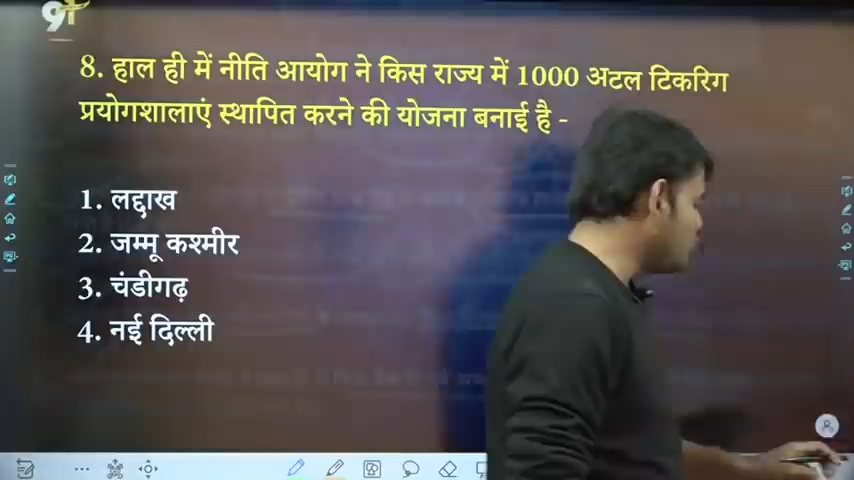 8. हाल ही में नीति आयोग ने किस राज्य में 1000 अटल टिकरिग
प्रयोगशालाएं स्थापित करने की योजना बनाई है -
1. लद्दाख
2. जम्मू कश्मीर
3. चंडीगढ़
4. नई दिल्ली